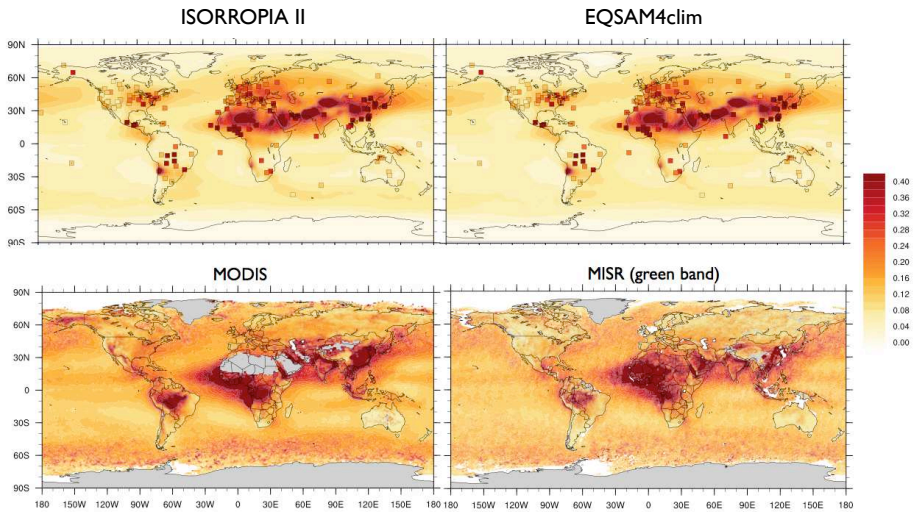 ISORROPIA II EQSAM4clim
90N
60N
30N
0
30S
60S
90S
0.40
0.36
0.32
0.28
0.24
0.20
0.16
0.12
0.08
0.04
0.00
MODIS MISR (green band)
90N
60N
30N
0
30S
60S
90S
180 150W 120W 90W 60W 30W 0 30E 60E 90E 120E 150E 180
180 150W 120W 90W 60W 30W 0 30E 60E 90E 120E 150E 180